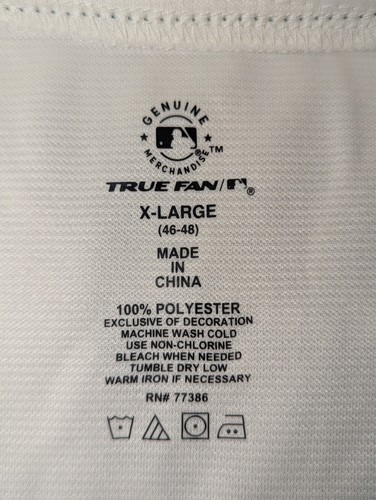 GENUINE
MERCHANDISE™
TRUE FAN/®
X-LARGE
(46-48)
MADE
IN
CHINA
100% POLYESTER
EXCLUSIVE OF DECORATION
MACHINE WASH COLD
USE NON-CHLORINE
BLEACH WHEN NEEDED
TUMBLE DRY LOW
WARM IRON IF NECESSARY
RN# 77386